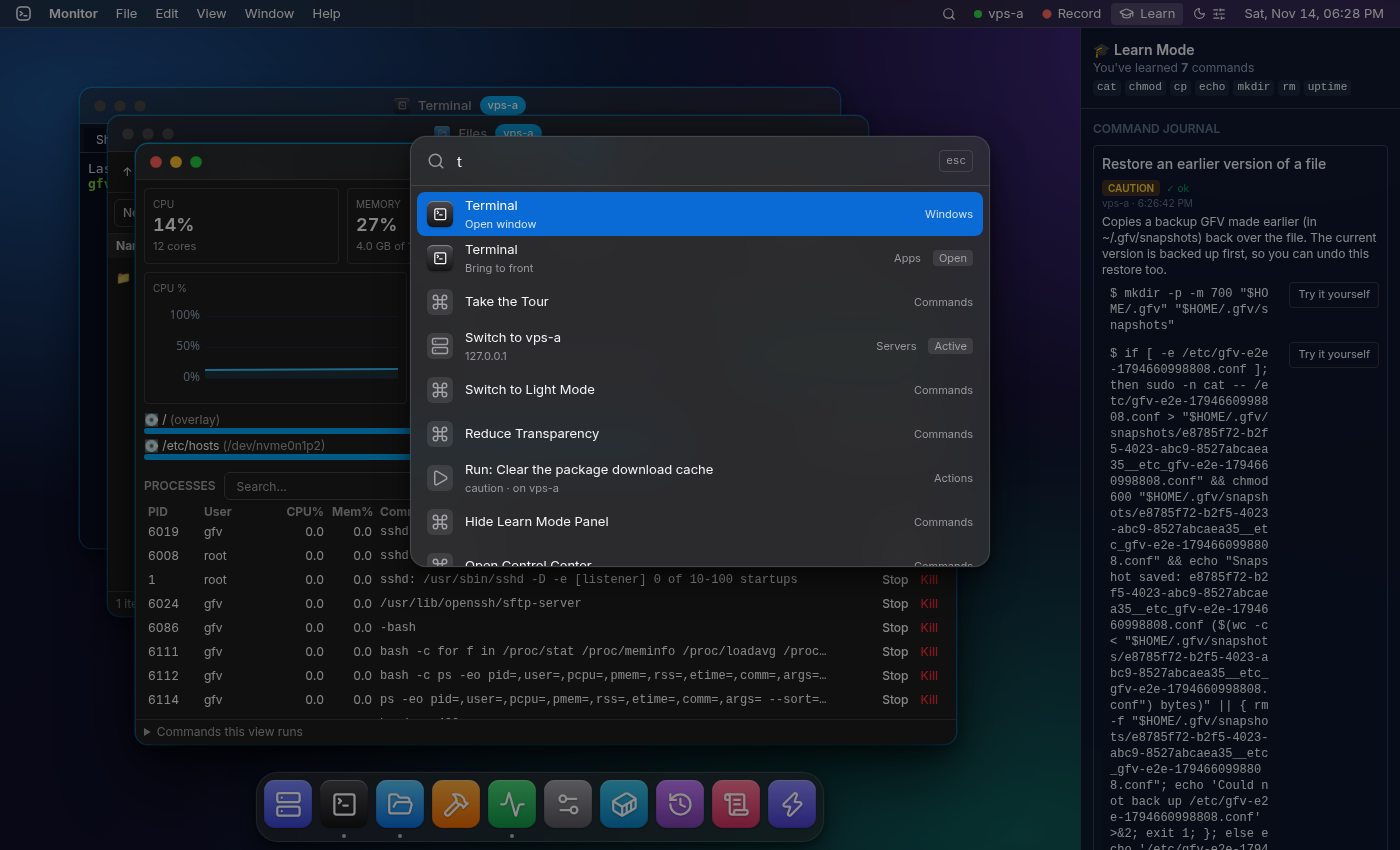 Monitor File Edit View Window Help
vps-a Record Learn Sat, Nov 14, 06:28 PM
Terminal vps-a
Files vps-a
CPU
14%
12 cores
MEMORY
27%
4.0 GB of
CPU %
100%
50%
0%
/ (overlay)
/etc/hosts (/dev/nvme0n1p2)
PROCESSES Search...
PID User CPU% Mem%
6019 gfv 0.0 0.0 sshd
6008 root 0.0 0.0 sshd
1 root 0.0 0.0 sshd: /usr/sbin/sshd -D -e [listener] 0 of 10-100 startups Stop Kill
6024 gfv 0.0 0.0 /usr/lib/openssh/sftp-server Stop Kill
6086 gfv 0.0 0.0 -bash Stop Kill
6111 gfv 0.0 0.0 bash -c for f in /proc/stat /proc/meminfo /proc/loadavg /proc… Stop Kill
6112 gfv 0.0 0.0 bash -c ps -eo pid=,user=,pcpu=,pmem=,rss=,etime=,comm=,args=… Stop Kill
6114 gfv 0.0 0.0 ps -eo pid=,user=,pcpu=,pmem=,rss=,etime=,comm=,args= --sort=… Stop Kill
Commands this view runs
t esc
Terminal
Open window
Windows
Terminal
Bring to front
Apps Open
Take the Tour Commands
Switch to vps-a
127.0.0.1
Servers Active
Switch to Light Mode Commands
Reduce Transparency Commands
Run: Clear the package download cache
caution · on vps-a
Actions
Hide Learn Mode Panel Commands
Open Control Center Commands
Learn Mode
You've learned 7 commands
cat chmod cp echo mkdir rm uptime
COMMAND JOURNAL
Restore an earlier version of a file
CAUTION ✓ ok
vps-a · 6:26:42 PM
Copies a backup GFV made earlier (in
~/.gfv/snapshots) back over the file. The current
version is backed up first, so you can undo this
restore too.
$ mkdir -p -m 700 "$HO
ME/.gfv" "$HOME/.gfv/s
napshots"
Try it yourself
$ if [ -e /etc/gfv-e2e
-1794660998808.conf ];
then sudo -n cat -- /e
tc/gfv-e2e-17946609988
08.conf > "$HOME/.gfv/
snapshots/e8785f72-b2f
5-4023-abc9-8527abcaea
35__etc_gfv-e2e-179466
0998808.conf" && chmod
600 "$HOME/.gfv/snapsh
ots/e8785f72-b2f5-4023
-abc9-8527abcaea35__et
c_gfv-e2e-179466099880
8.conf" && echo "Snaps
hot saved: e8785f72-b2
f5-4023-abc9-8527abcae
a35__etc_gfv-e2e-17946
60998808.conf ($(wc -c
< "$HOME/.gfv/snapshot
s/e8785f72-b2f5-4023-a
bc9-8527abcaea35__etc_
gfv-e2e-1794660998808.
conf") bytes)" || { rm
-f "$HOME/.gfv/snapsho
ts/e8785f72-b2f5-4023-
abc9-8527abcaea35__etc
_gfv-e2e-179466099880
8.conf"; echo 'Could n
ot back up /etc/gfv-e2
e-1794660998808.conf'
>&2; exit 1; }; else e
cho '/etc/gfv-e2e-1794
Try it yourself